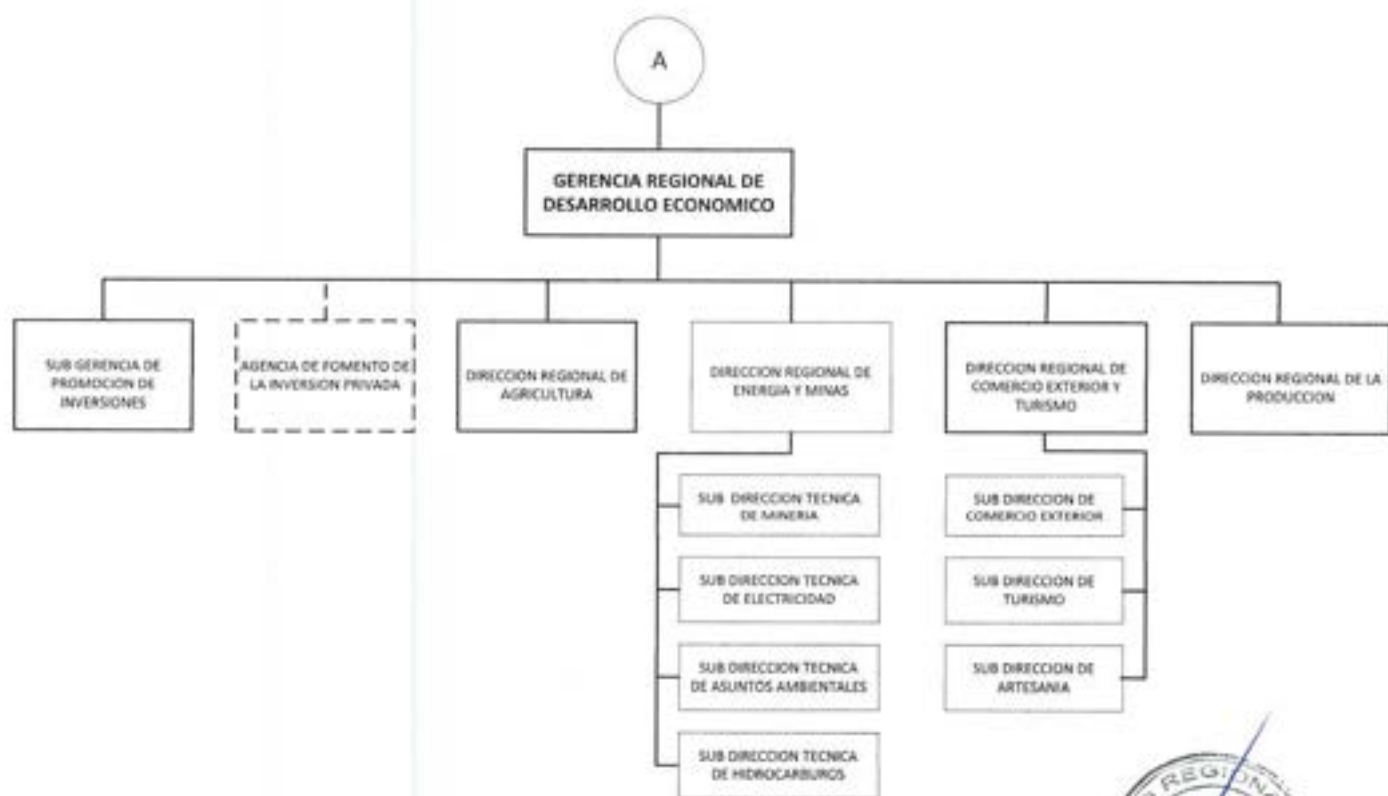 A
GERENCIA REGIONAL DE
DESARROLLO ECONOMICO
SUB GERENCIA DE
PROMOCION DE
INVERSIONES
AGENCIA DE FOMENTO DE
LA INVERSION PRIVADA
DIRECCION REGIONAL DE
AGRICULTURA
DIRECCION REGIONAL DE
ENERGIA Y MINAS
DIRECCION REGIONAL DE
COMERCIO EXTERIOR Y
TURISMO
DIRECCION REGIONAL DE LA
PRODUCCION
SUB DIRECCION TECNICA
DE MINERIA
SUB DIRECCION TECNICA
DE ELECTRICIDAD
SUB DIRECCION TECNICA
DE ASUNTOS AMBIENTALES
SUB DIRECCION TECNICA
DE HIDROCARBUROS
SUB DIRECCION DE
COMERCIO EXTERIOR
SUB DIRECCION DE
TURISMO
SUB DIRECCION DE
ARTESANIA